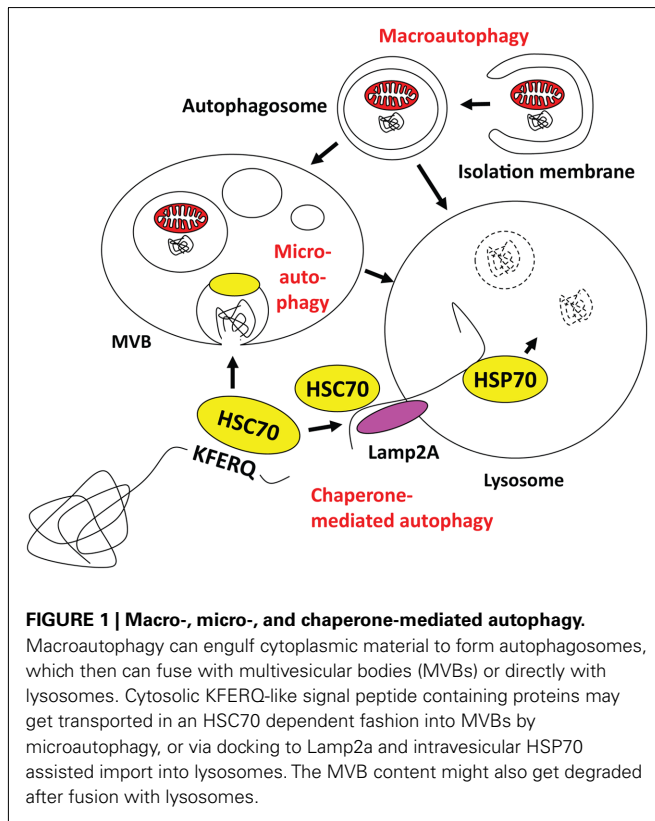 Macroautophagy
Autophagosome
Isolation membrane
Micro-
auto-
phagy
MVB
HSC70
HSP70
HSC70
KFERQ
Lamp2A
Lysosome
Chaperone-
mediated autophagy
FIGURE 1 | Macro-, micro-, and chaperone-mediated autophagy.
Macroautophagy can engulf cytoplasmic material to form autophagosomes,
which then can fuse with multivesicular bodies (MVBs) or directly with
lysosomes. Cytosolic KFERQ-like signal peptide containing proteins may
get transported in an HSC70 dependent fashion into MVBs by
microautophagy, or via docking to Lamp2a and intravesicular HSP70
assisted import into lysosomes. The MVB content might also get degraded
after fusion with lysosomes.